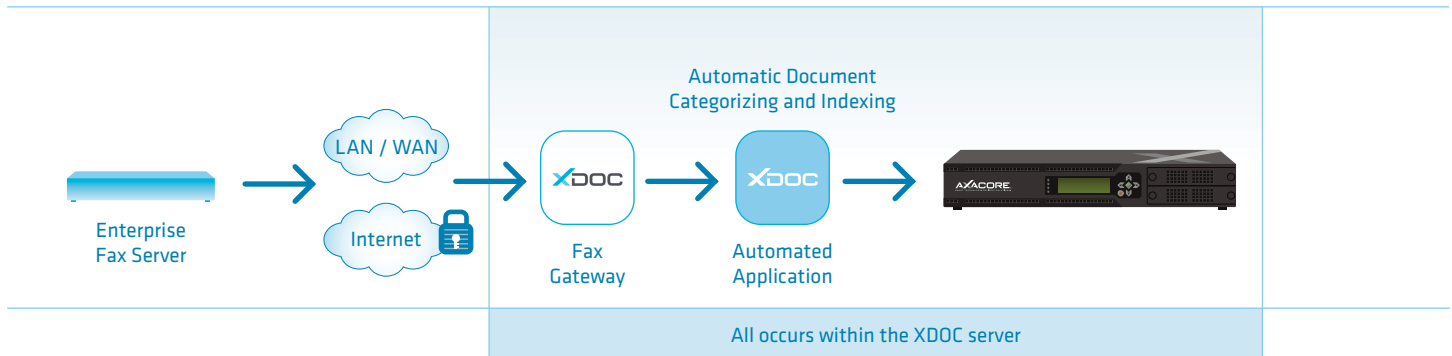 Automatic Document
Categorizing and Indexing
LAN / WAN
Internet
XDOC
XDOC
AXACORE
Enterprise
Fax Server
Fax
Gateway
Automated
Application
All occurs within the XDOC server